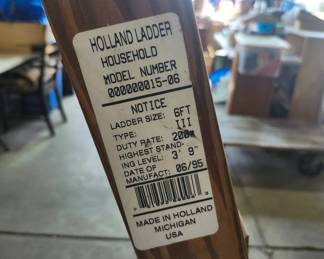 HOLLAND LADDER
HOUSEHOLD
MODEL NUMBER
000000015-06
NOTICE
LADDER SIZE: 6FT
TYPE: III
DUTY RATE: 200#
HIGHEST STAND-
ING LEVEL: 3' 9"
DATE OF
MANUFACT: 06/95
MADE IN HOLLAND
MICHIGAN
USA